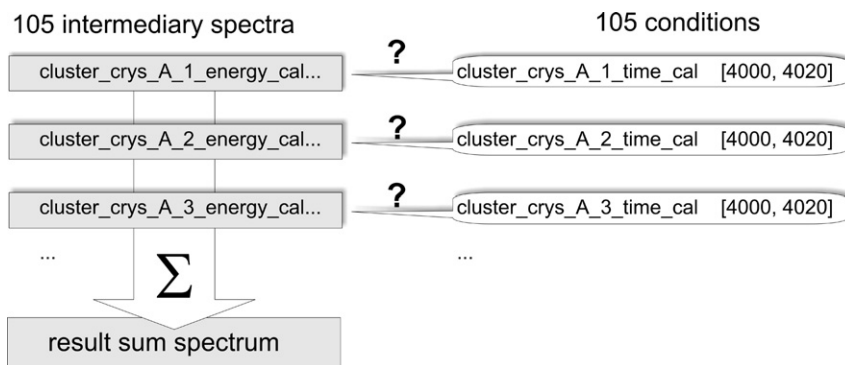 105 intermediary spectra 105 conditions
cluster_crys_A_1_energy_cal... ? cluster_crys_A_1_time_cal [4000, 4020]
cluster_crys_A_2_energy_cal... ? cluster_crys_A_2_time_cal [4000, 4020]
cluster_crys_A_3_energy_cal... ? cluster_crys_A_3_time_cal [4000, 4020]
... ...
Σ
result sum spectrum